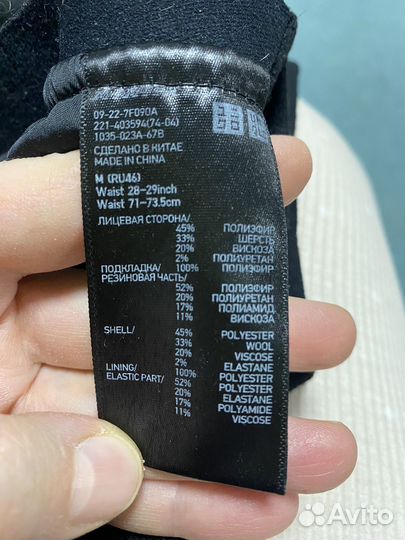 09-22-7F090A
221-403594(74-04)
1035-023A-67B
СДЕЛАНО В КИТАЕ
MADE IN CHINA
M (RU46)
Waist 28-29inch
Waist 71-73.5cm
ЛИЦЕВАЯ СТОРОНА/
45% ПОЛИЭФИР
33% ШЕРСТЬ
20% ВИСКОЗА
2% ПОЛИУРЕТАН
ПОДКЛАДКА/ 100% ПОЛИЭФИР
РЕЗИНОВАЯ ЧАСТЬ/
52% ПОЛИЭФИР
20% ПОЛИУРЕТАН
17% ПОЛИАМИД
11% ВИСКОЗА
SHELL/ 45% POLYESTER
33% WOOL
20% VISCOSE
2% ELASTANE
LINING/ 100% POLYESTER
ELASTIC PART/ 52% POLYESTER
20% ELASTANE
17% POLYAMIDE
11% VISCOSE
Avito